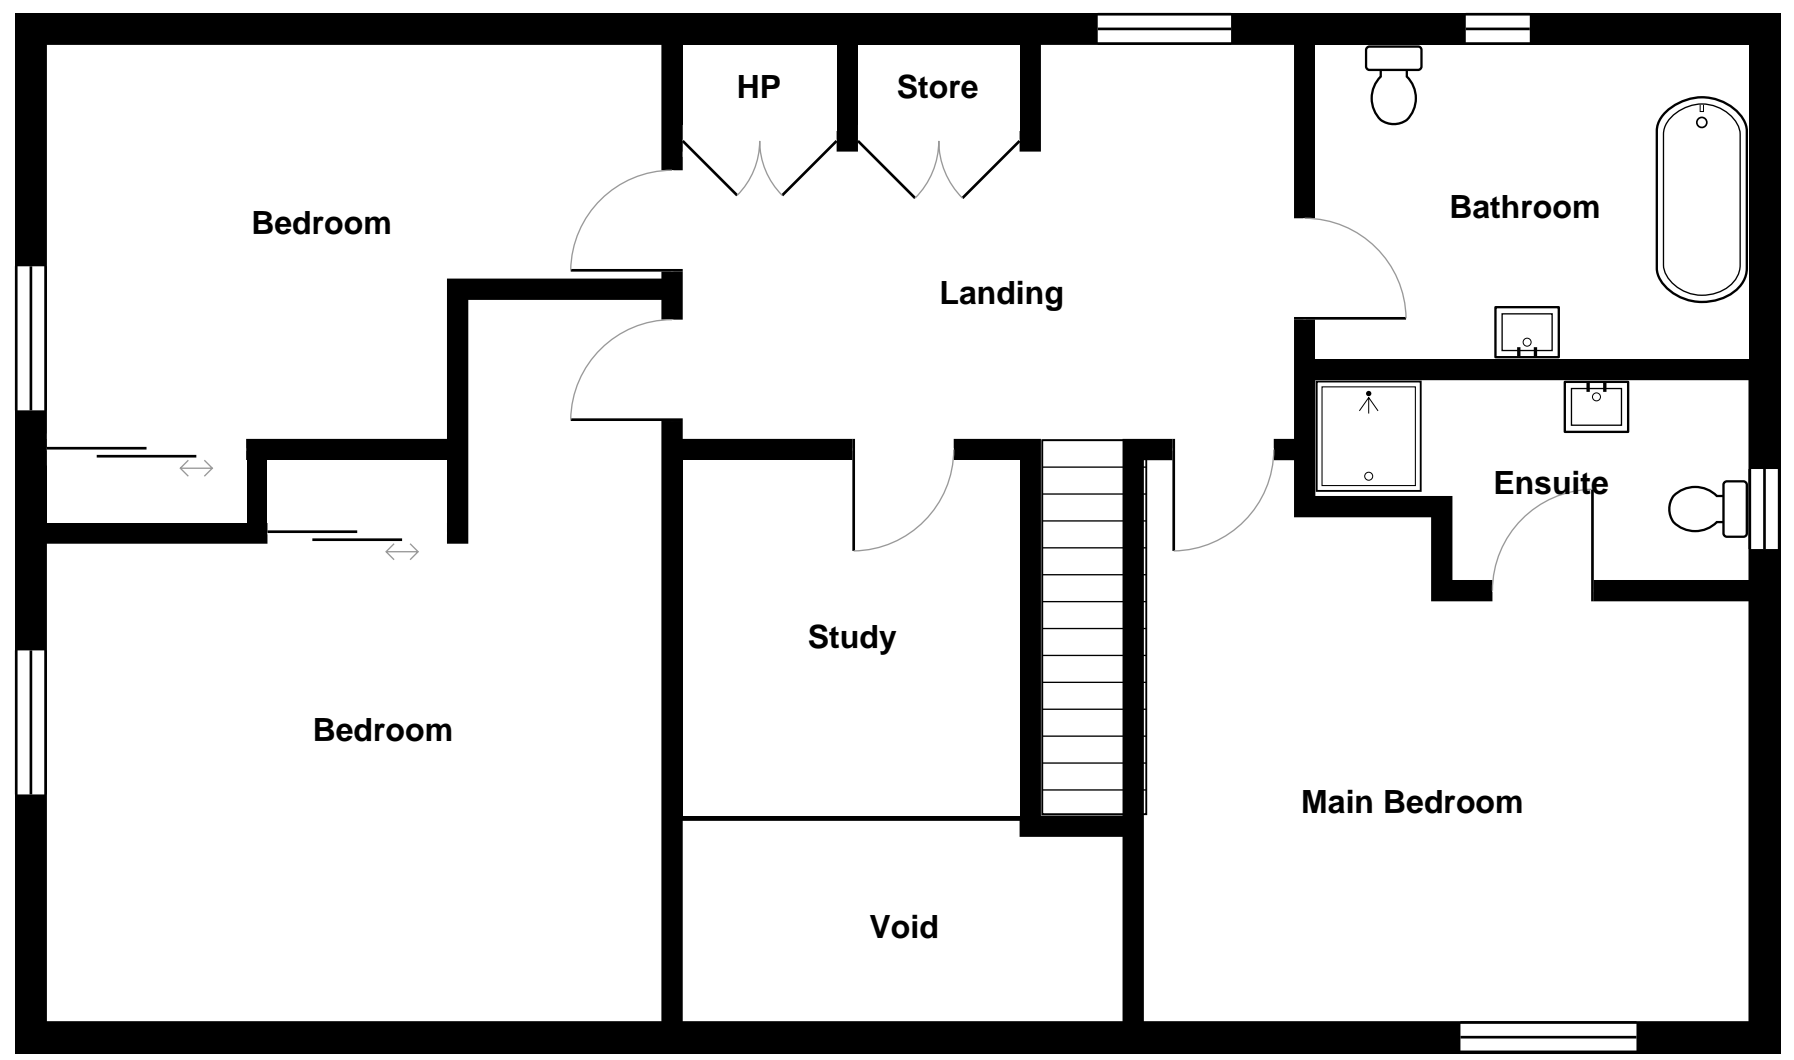 HP
Store
Bedroom
Bathroom
Landing
Ensuite
Study
Bedroom
Main Bedroom
Void